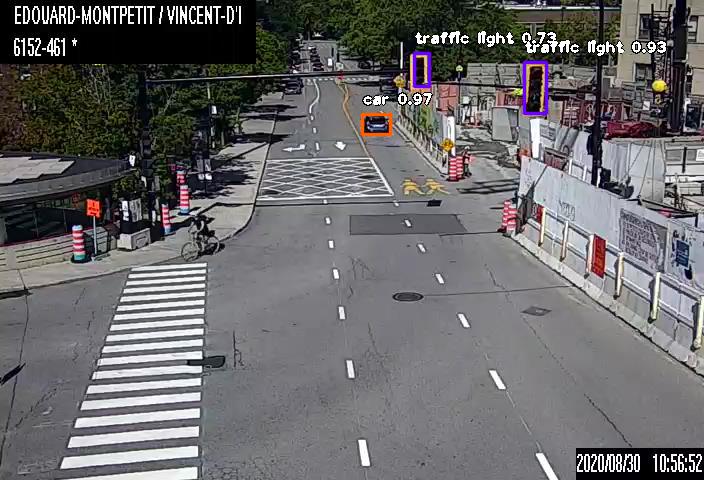 EDOUARD-MONTPETIT / VINCENT-D'I
6152-461 *
traffic light 0.73
traffic light 0.93
car 0.97
2020/08/30 10:56:52